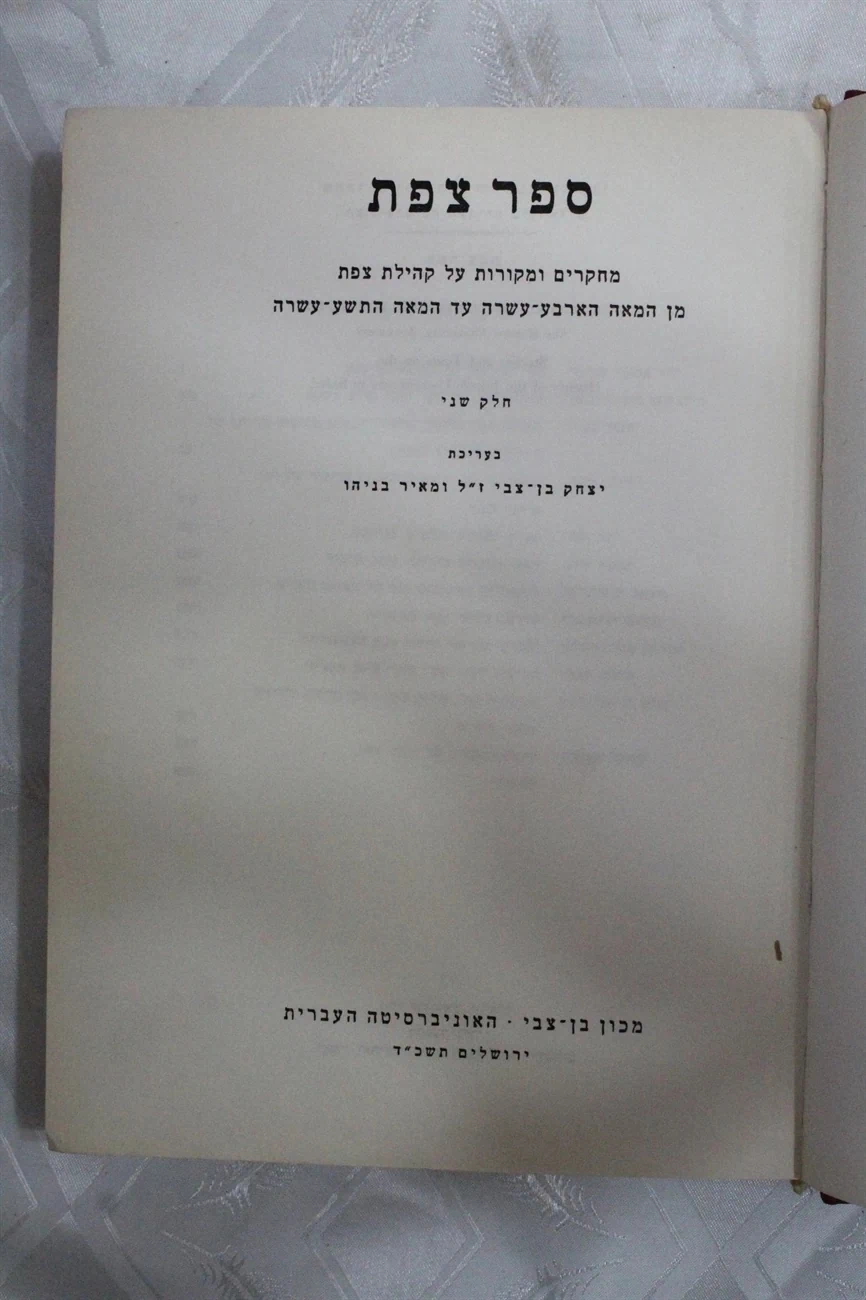 ספר צפת
מחקרים ומקורות על קהילת צפת
מן המאה הארבע־עשרה עד המאה התשע־עשרה
חלק שני
בעריכת
יצחק בן־צבי ז״ל ומאיר בניהו
מכון בן־צבי · האוניברסיטה העברית
ירושלים תשכ״ד